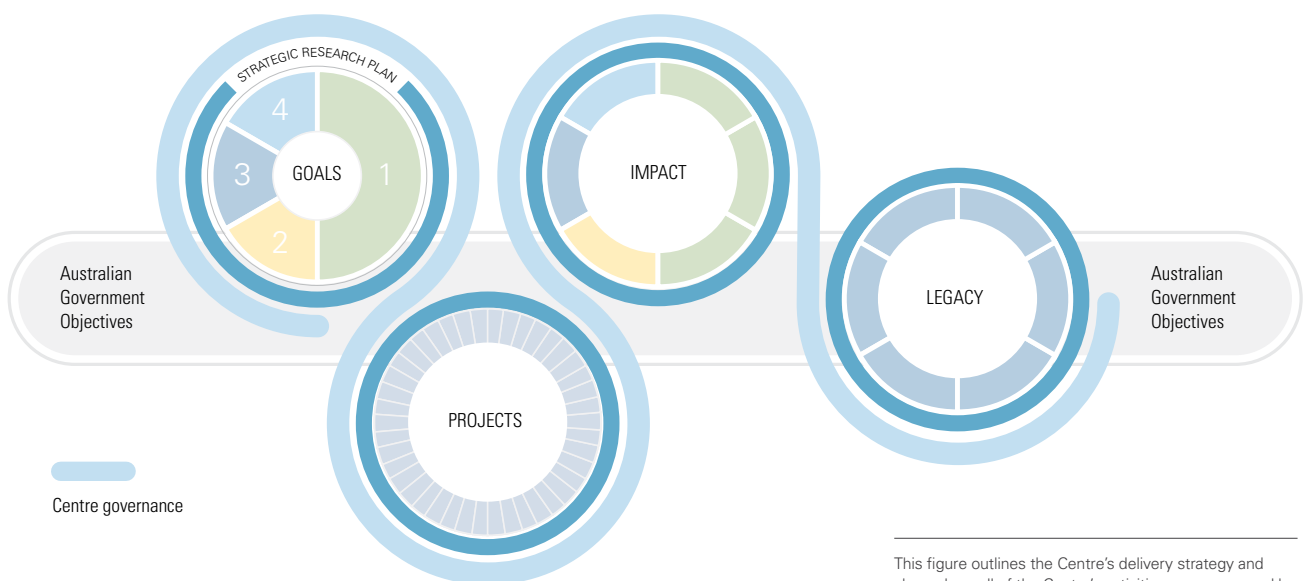 STRATEGIC RESEARCH PLAN
4
3
GOALS
1
2
IMPACT
Australian
Government
Objectives
LEGACY
Australian
Government
Objectives
PROJECTS
Centre governance
This figure outlines the Centre's delivery strategy and